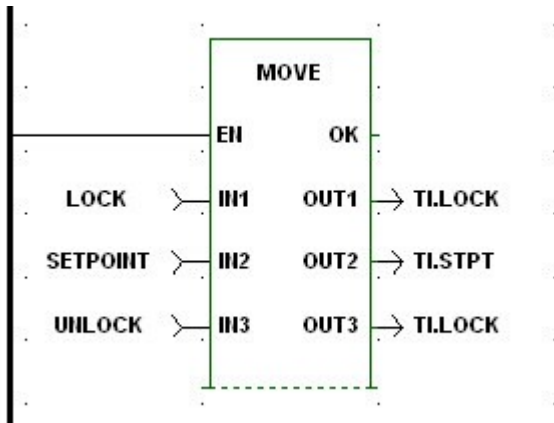 MOVE
EN OK
LOCK IN1 OUT1 TI.LOCK
SETPOINT IN2 OUT2 TI.STPT
UNLOCK IN3 OUT3 TI.LOCK